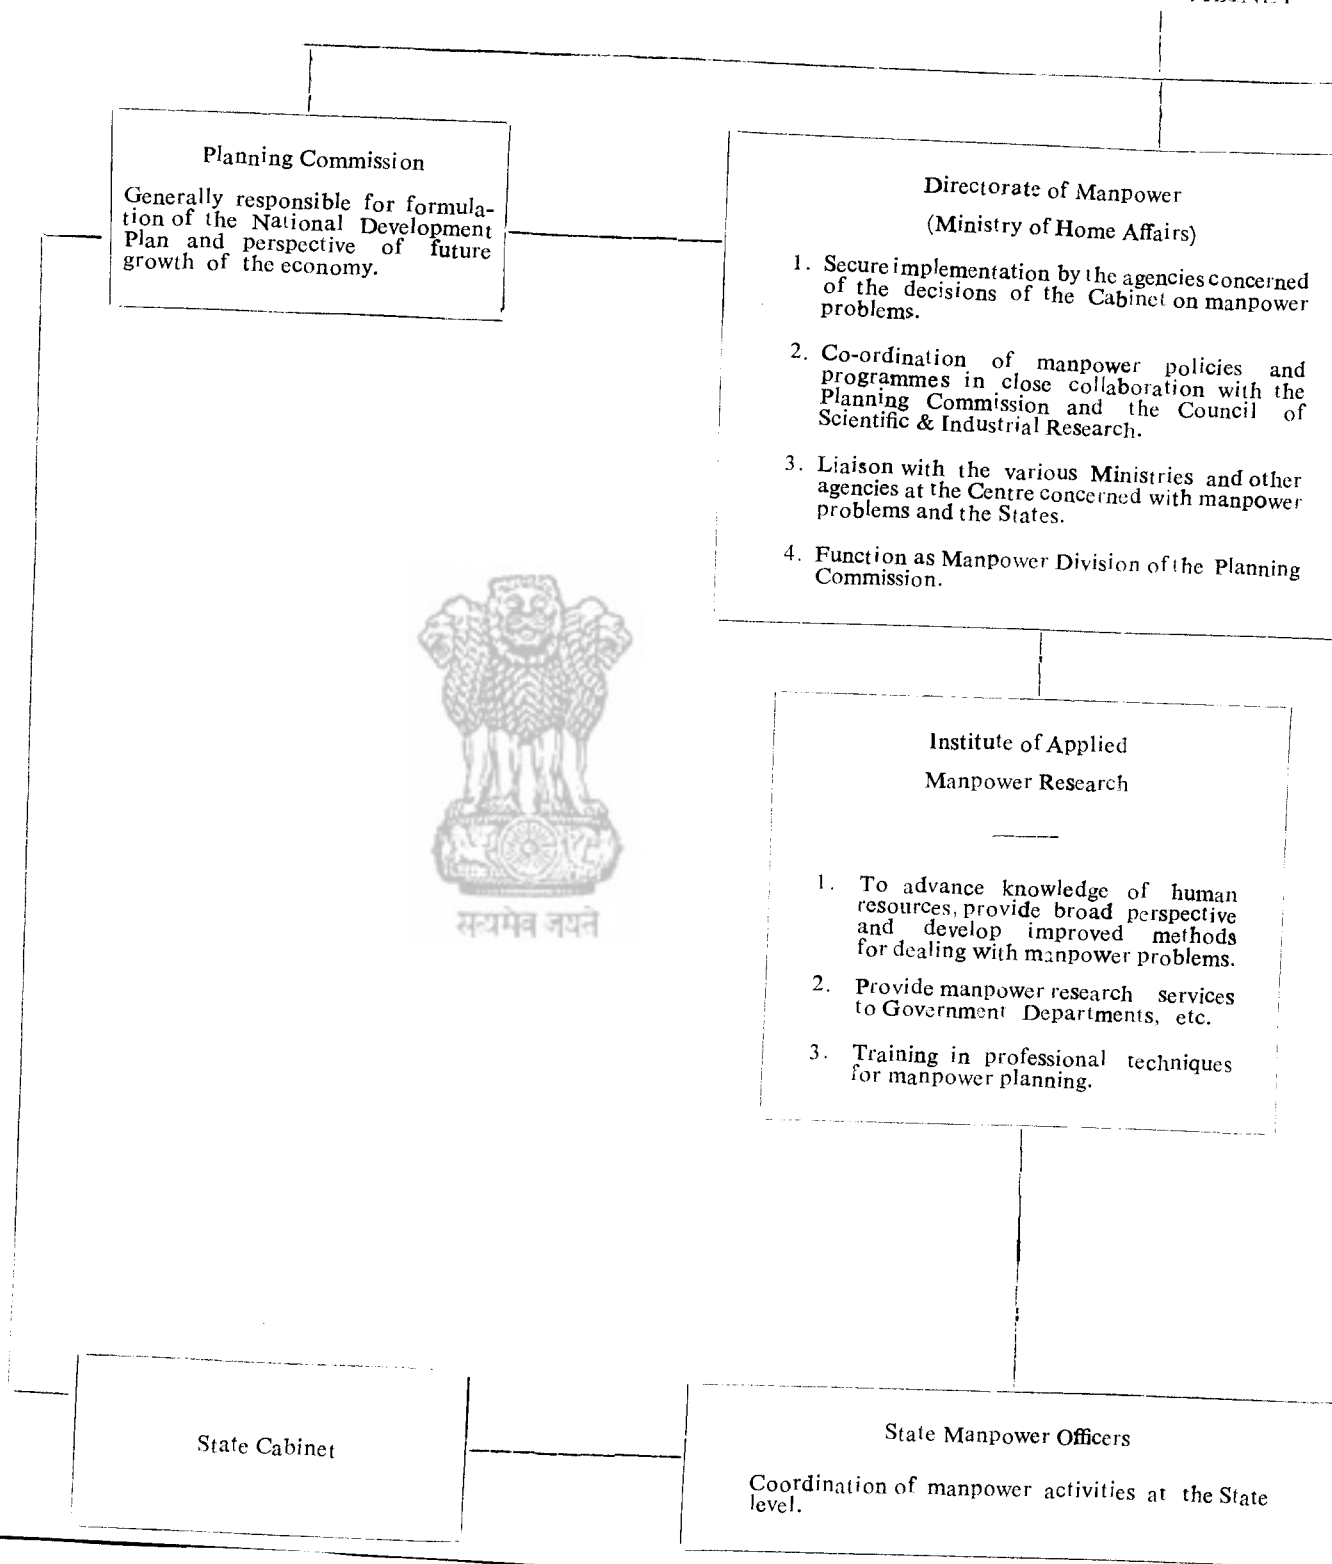 Planning Commission
Generally responsible for formula-
tion of the National Development
Plan and perspective of future
growth of the economy.
Directorate of Manpower
(Ministry of Home Affairs)
1. Secure implementation by the agencies concerned
of the decisions of the Cabinet on manpower
problems.
2. Co-ordination of manpower policies and
programmes in close collaboration with the
Planning Commission and the Council of
Scientific & Industrial Research.
3. Liaison with the various Ministries and other
agencies at the Centre concerned with manpower
problems and the States.
4. Function as Manpower Division of the Planning
Commission.
सत्यमेव जयते
Institute of Applied
Manpower Research
1. To advance knowledge of human
resources, provide broad perspective
and develop improved methods
for dealing with manpower problems.
2. Provide manpower research services
to Government Departments, etc.
3. Training in professional techniques
for manpower planning.
State Cabinet
State Manpower Officers
Coordination of manpower activities at the State
level.